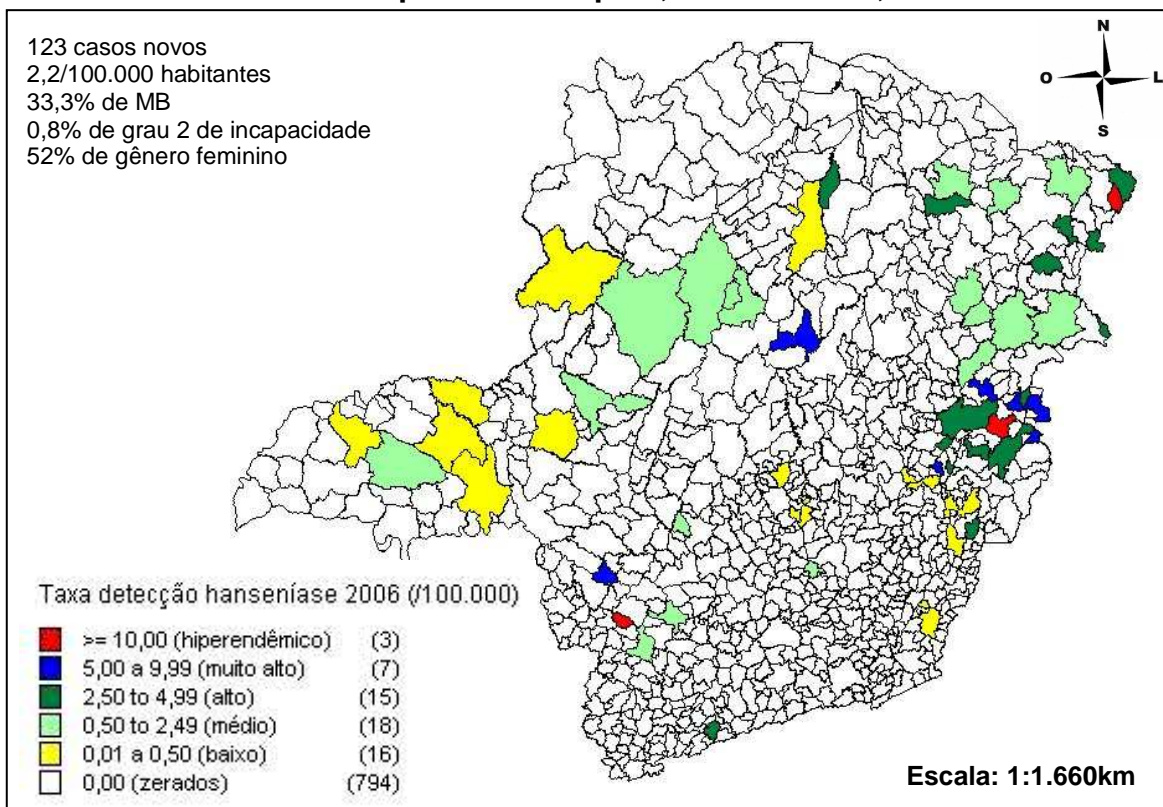 123 casos novos
2,2/100.000 habitantes
33,3% de MB
0,8% de grau 2 de incapacidade
52% de gênero feminino
N
O L
S
Taxa detecção hanseníase 2006 (/100.000)
>= 10,00 (hiperendêmico) (3)
5,00 a 9,99 (muito alto) (7)
2,50 to 4,99 (alto) (15)
0,50 to 2,49 (médio) (18)
0,01 a 0,50 (baixo) (16)
0,00 (zerados) (794)
Escala: 1:1.660km